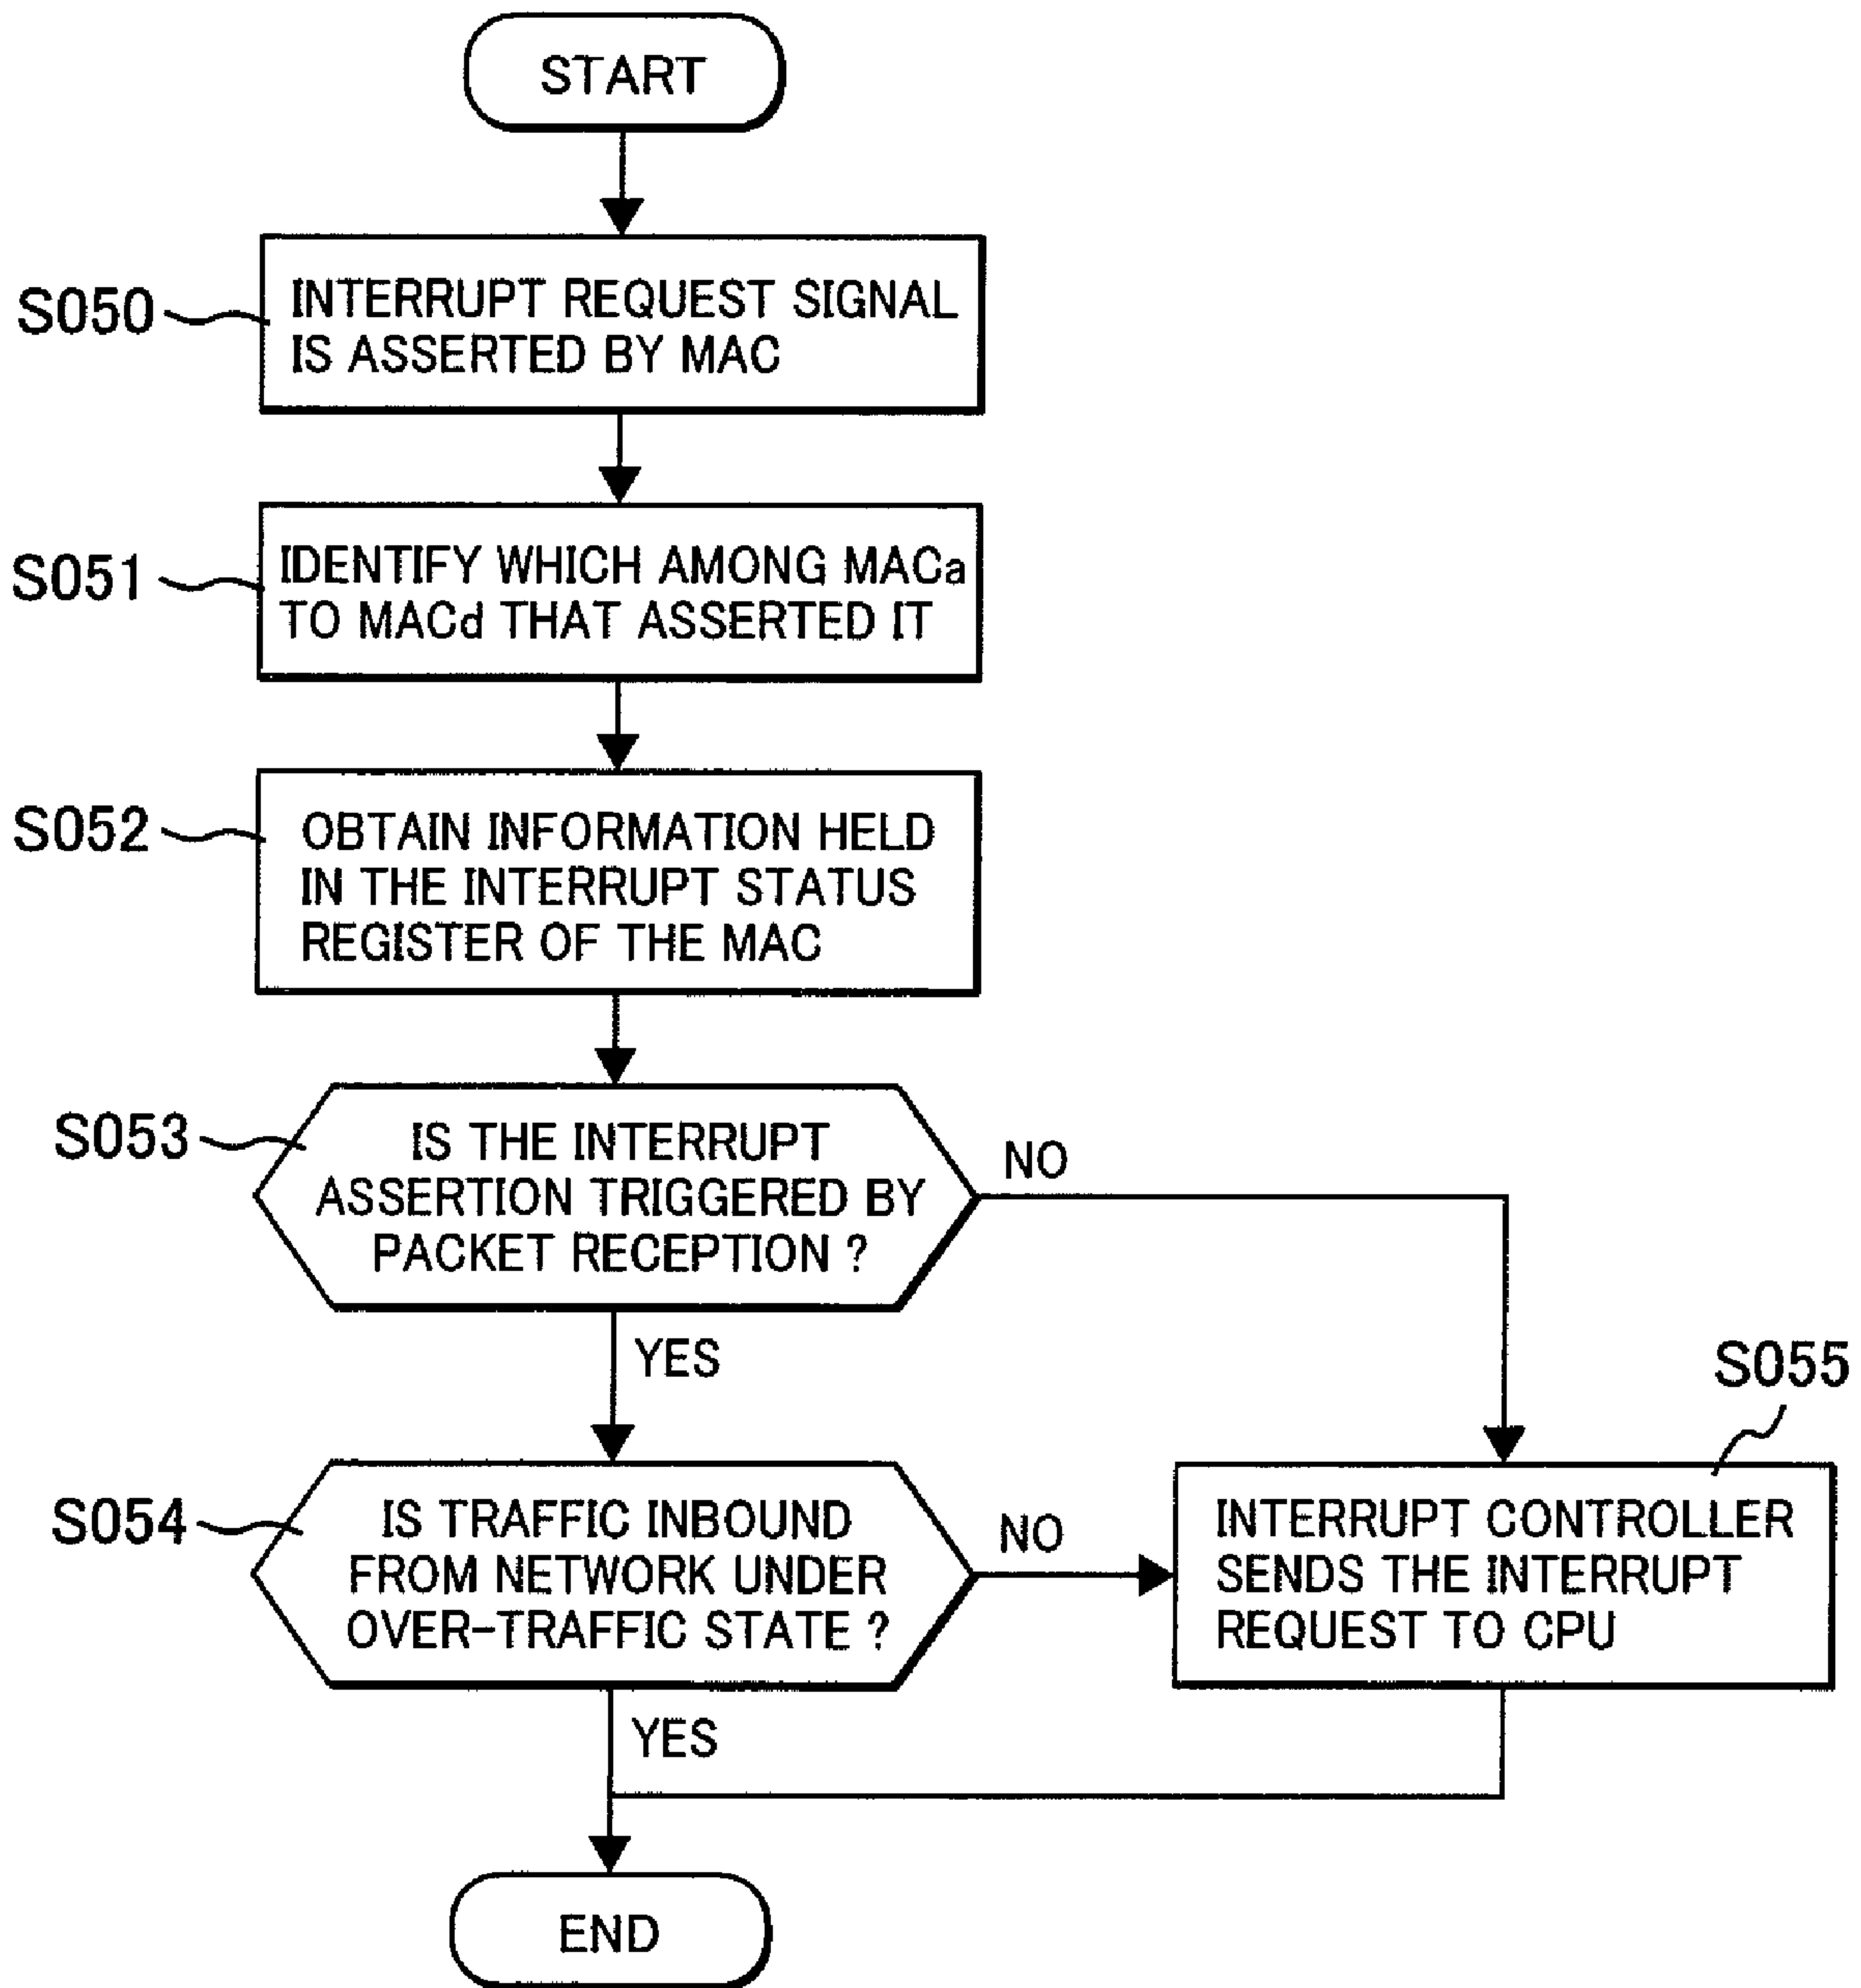 START
S050
INTERRUPT REQUEST SIGNAL
IS ASSERTED BY MAC
S051
IDENTIFY WHICH AMONG MACa
TO MACd THAT ASSERTED IT
S052
OBTAIN INFORMATION HELD
IN THE INTERRUPT STATUS
REGISTER OF THE MAC
S053
IS THE INTERRUPT
ASSERTION TRIGGERED BY
PACKET RECEPTION ?
NO
YES
S054
IS TRAFFIC INBOUND
FROM NETWORK UNDER
OVER-TRAFFIC STATE ?
NO
YES
S055
INTERRUPT CONTROLLER
SENDS THE INTERRUPT
REQUEST TO CPU
END